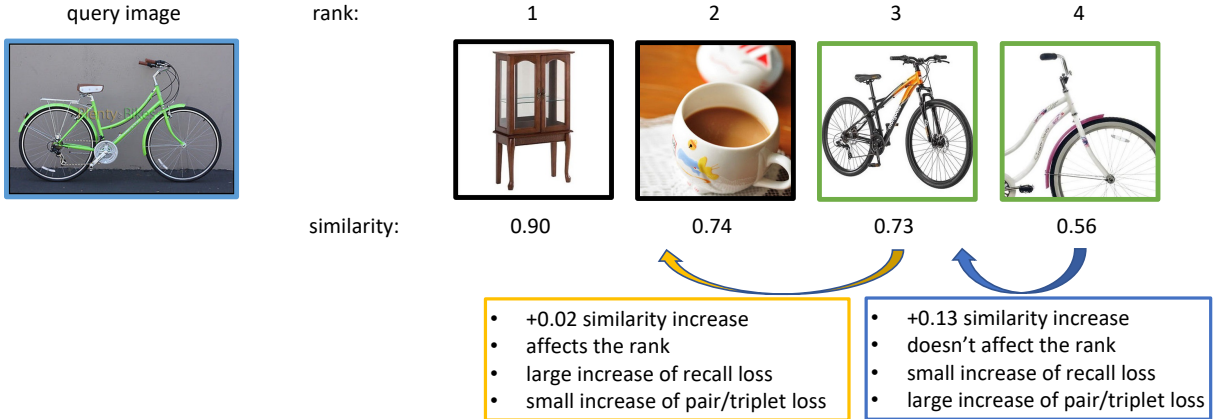 query image
rank:
1
2
3
4
Plenty Bikes
similarity:
0.90
0.74
0.73
0.56
• +0.02 similarity increase
• affects the rank
• large increase of recall loss
• small increase of pair/triplet loss
• +0.13 similarity increase
• doesn’t affect the rank
• small increase of recall loss
• large increase of pair/triplet loss